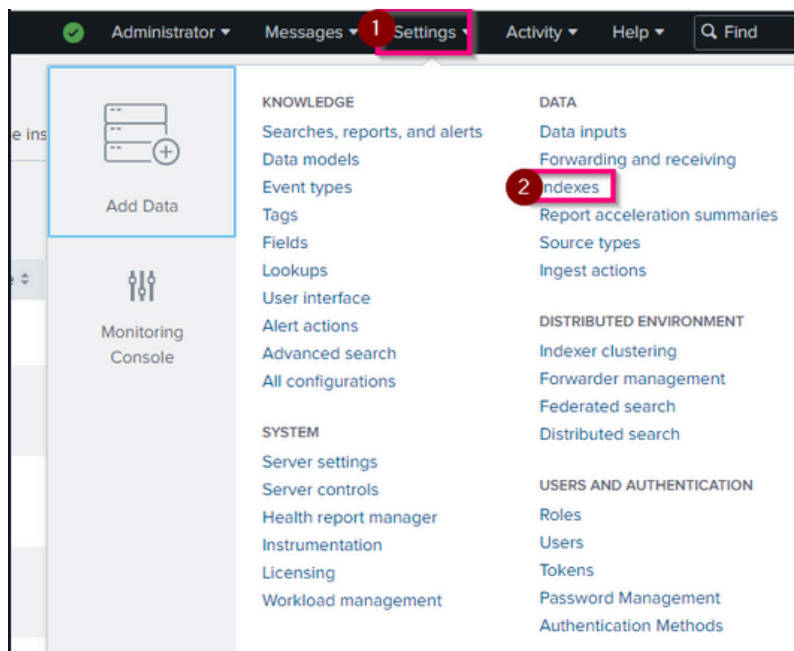 Administrator Messages 1 Settings Activity Help Find
e ins
e
Add Data
Monitoring
Console
KNOWLEDGE
Searches, reports, and alerts
Data models
Event types
Tags
Fields
Lookups
User interface
Alert actions
Advanced search
All configurations
SYSTEM
Server settings
Server controls
Health report manager
Instrumentation
Licensing
Workload management
DATA
Data inputs
Forwarding and receiving
2 ndexes
Report acceleration summaries
Source types
Ingest actions
DISTRIBUTED ENVIRONMENT
Indexer clustering
Forwarder management
Federated search
Distributed search
USERS AND AUTHENTICATION
Roles
Users
Tokens
Password Management
Authentication Methods